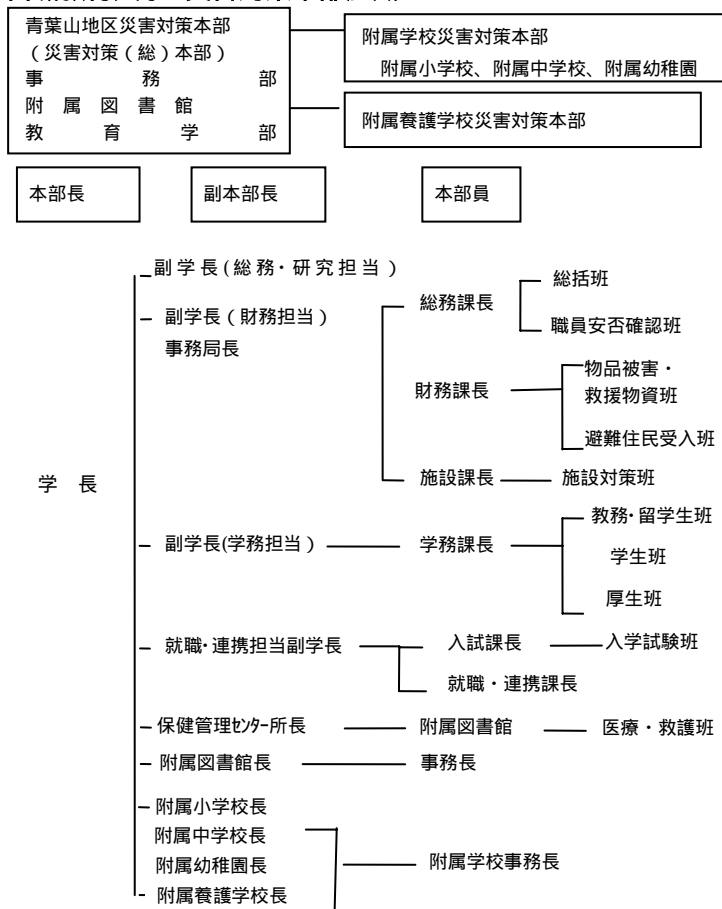 青葉山地区災害対策本部
(災害対策(総)本部)
事務部
附属図書館
教育学部
附属学校災害対策本部
附属小学校、附属中学校、附属幼稚園
附属養護学校災害対策本部
本部長
副本部長
本部員
副学長(総務・研究担当)
総括班
総務課長
副学長(財務担当)
職員安否確認班
事務局長
物品被害・
財務課長
救援物資班
避難住民受入班
学長
施設課長
施設対策班
教務・留学生班
副学長(学務担当)
学務課長
学生班
厚生班
就職・連携担当副学長
入試課長
入学試験班
就職・連携課長
保健管理センター所長
附属図書館
医療・救護班
附属図書館長
事務長
附属小学校長
附属中学校長
附属幼稚園長
附属学校事務長
附属養護学校長